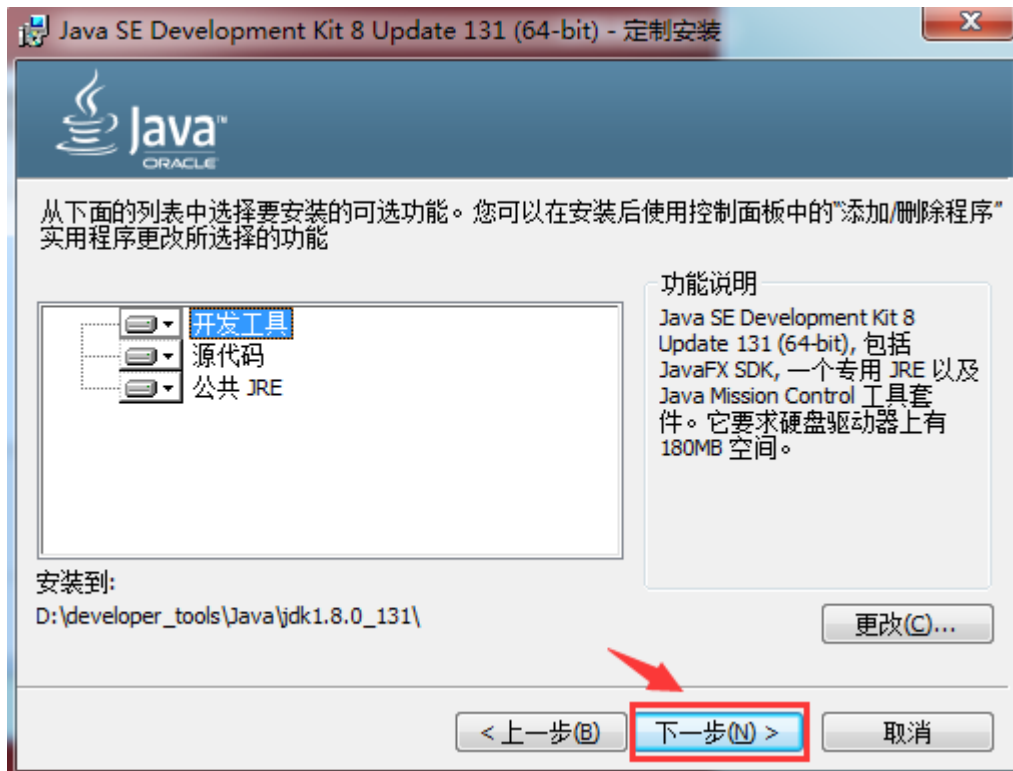 Java SE Development Kit 8 Update 131 (64-bit) - 定制安装
Java™
ORACLE
从下面的列表中选择要安装的可选功能。您可以在安装后使用控制面板中的“添加/删除程序”
实用程序更改所选择的功能
开发工具
源代码
公共 JRE
功能说明
Java SE Development Kit 8
Update 131 (64-bit), 包括
JavaFX SDK, 一个专用 JRE 以及
Java Mission Control 工具套
件。它要求硬盘驱动器上有
180MB 空间。
安装到:
D:\developer_tools\Java\jdk1.8.0_131\
更改(C)...
<上一步(B)
下一步(N) >
取消